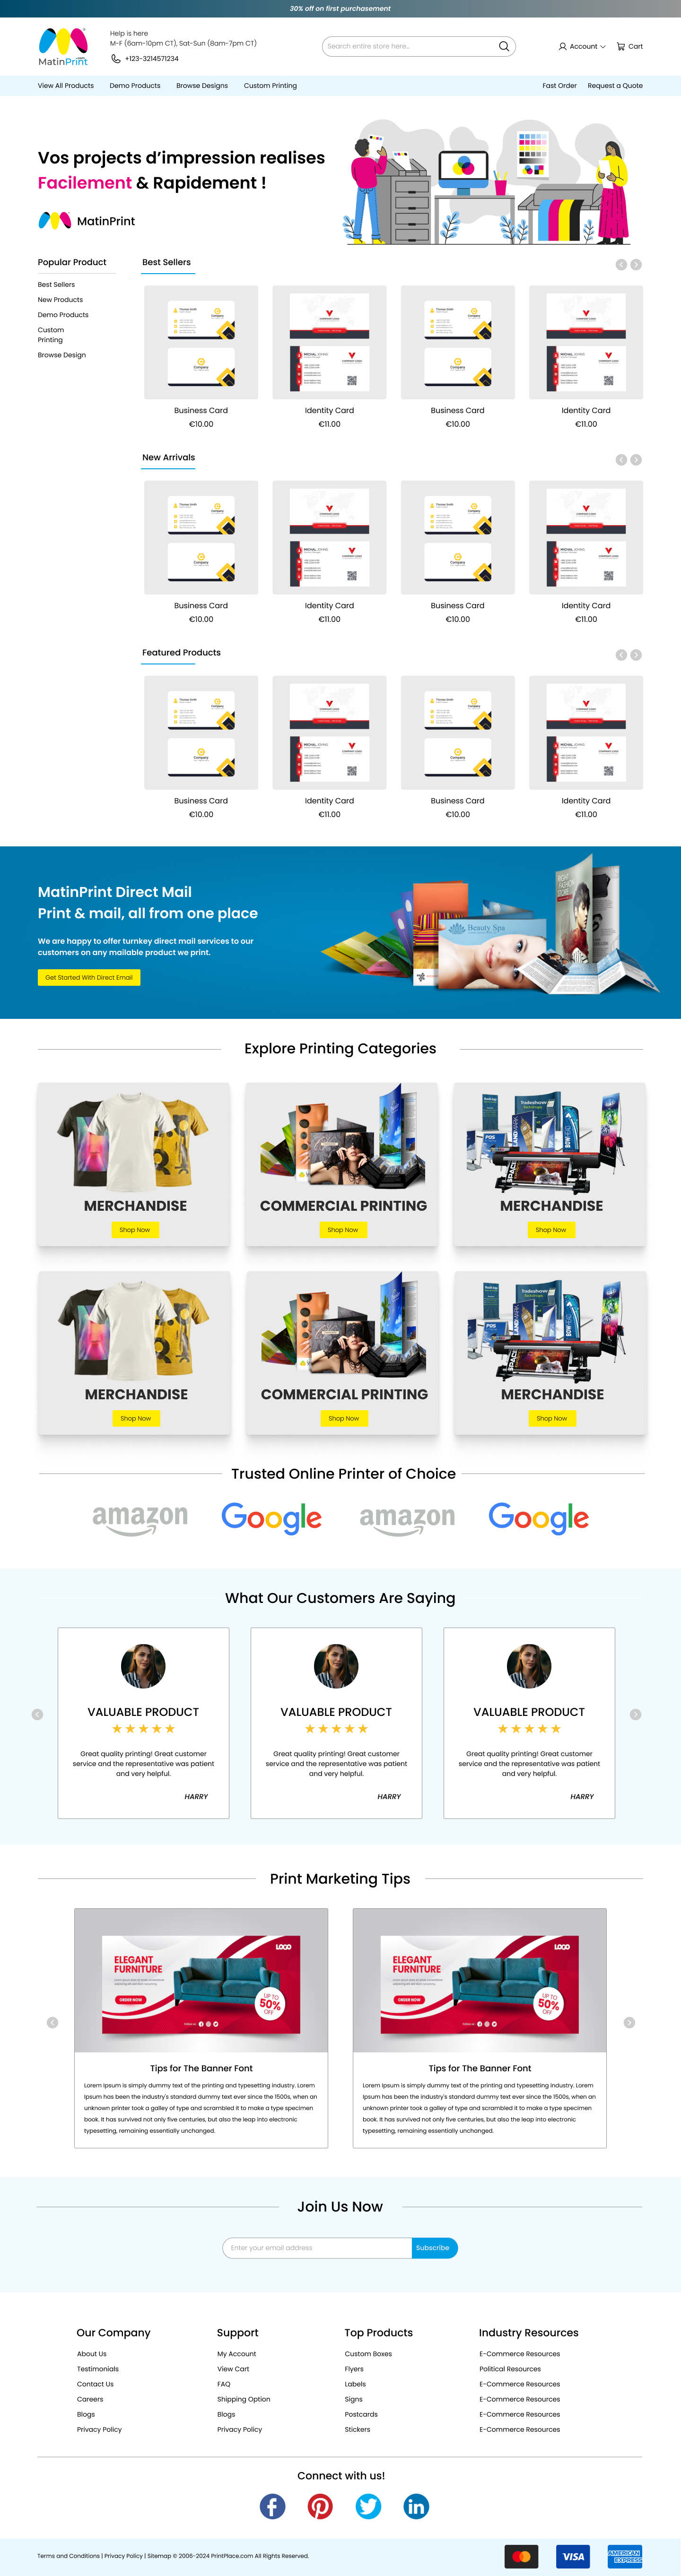 30% off on first purchasement
Help is here
M-F (6am-10pm CT), Sat-Sun (8am-7pm CT)
+123-3214571234
MatinPrint
Search entire store here...
Account
Cart
View All Products
Demo Products
Browse Designs
Custom Printing
Fast Order
Request a Quote
Vos projects d’impression realises
Facilement & Rapidement !
MatinPrint
Popular Product
Best Sellers
New Products
Demo Products
Custom
Printing
Browse Design
Best Sellers
Business Card
€10.00
Identity Card
€11.00
Business Card
€10.00
Identity Card
€11.00
New Arrivals
Business Card
€10.00
Identity Card
€11.00
Business Card
€10.00
Identity Card
€11.00
Featured Products
Business Card
€10.00
Identity Card
€11.00
Business Card
€10.00
Identity Card
€11.00
MatinPrint Direct Mail
Print & mail, all from one place
We are happy to offer turnkey direct mail services to our
customers on any mailable product we print.
Get Started With Direct Email
Beauty Spa
Explore Printing Categories
MERCHANDISE
Shop Now
COMMERCIAL PRINTING
Shop Now
MERCHANDISE
Shop Now
MERCHANDISE
Shop Now
COMMERCIAL PRINTING
Shop Now
MERCHANDISE
Shop Now
Trusted Online Printer of Choice
amazon
Google
amazon
Google
What Our Customers Are Saying
VALUABLE PRODUCT
Great quality printing! Great customer
service and the representative was patient
and very helpful.
HARRY
VALUABLE PRODUCT
Great quality printing! Great customer
service and the representative was patient
and very helpful.
HARRY
VALUABLE PRODUCT
Great quality printing! Great customer
service and the representative was patient
and very helpful.
HARRY
Print Marketing Tips
ELEGANT
FURNITURE
LOGO
ORDER NOW
UP TO
50%
OFF
Tips for The Banner Font
Lorem Ipsum is simply dummy text of the printing and typesetting industry. Lorem
Ipsum has been the industry's standard dummy text ever since the 1500s, when an
unknown printer took a galley of type and scrambled it to make a type specimen
book. It has survived not only five centuries, but also the leap into electronic
typesetting, remaining essentially unchanged.
ELEGANT
FURNITURE
LOGO
ORDER NOW
UP TO
50%
OFF
Tips for The Banner Font
Lorem Ipsum is simply dummy text of the printing and typesetting industry. Lorem
Ipsum has been the industry's standard dummy text ever since the 1500s, when an
unknown printer took a galley of type and scrambled it to make a type specimen
book. It has survived not only five centuries, but also the leap into electronic
typesetting, remaining essentially unchanged.
Join Us Now
Enter your email address
Subscribe
Our Company
About Us
Testimonials
Contact Us
Careers
Blogs
Privacy Policy
Support
My Account
View Cart
FAQ
Shipping Option
Blogs
Privacy Policy
Top Products
Custom Boxes
Flyers
Labels
Signs
Postcards
Stickers
Industry Resources
E-Commerce Resources
Political Resources
E-Commerce Resources
E-Commerce Resources
E-Commerce Resources
E-Commerce Resources
Connect with us!
Terms and Conditions | Privacy Policy | Sitemap © 2006-2024 PrintPlace.com All Rights Reserved.
VISA
AMERICAN
EXPRESS